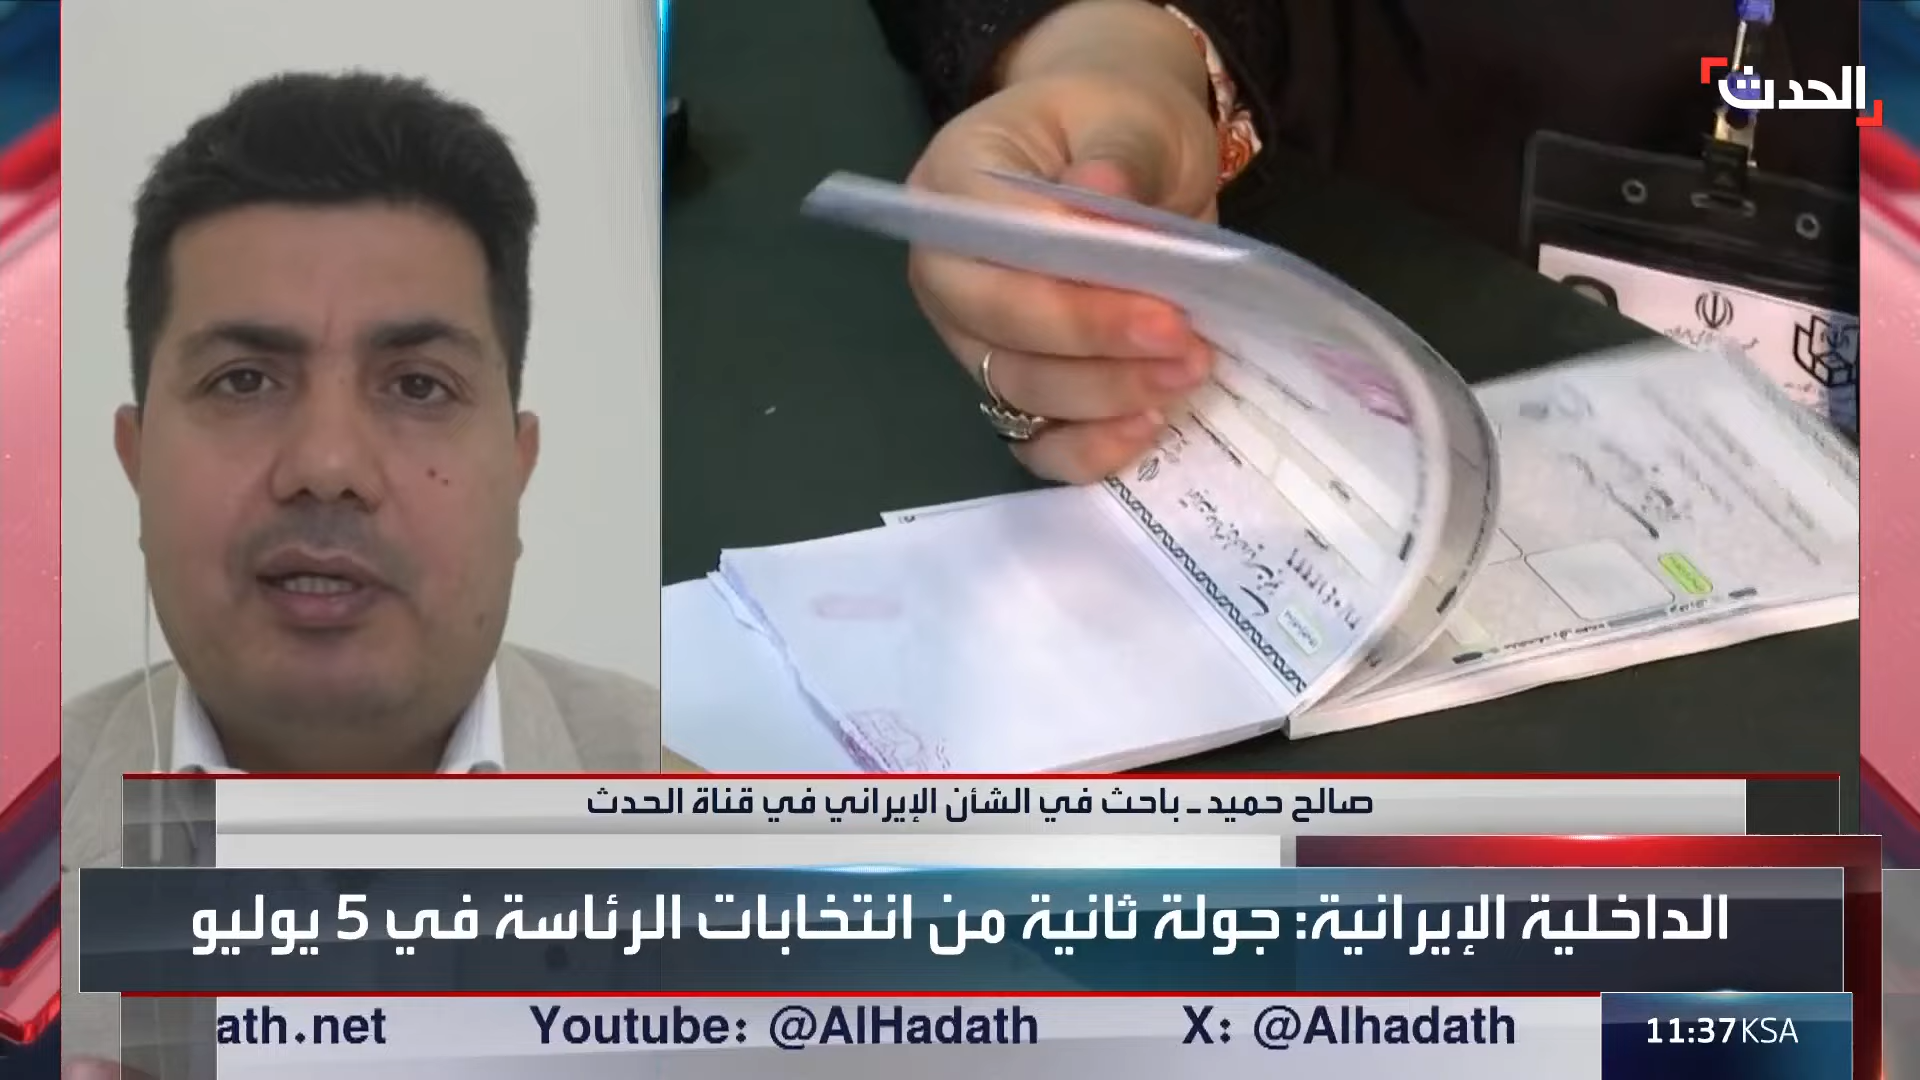 الحدث
صالح حميد - باحث في الشأن الإيراني في قناة الحدث
الداخلية الإيرانية: جولة ثانية من انتخابات الرئاسة في 5 يوليو
ath.net Youtube: @AlHadath X: @Alhadath
11:37 KSA